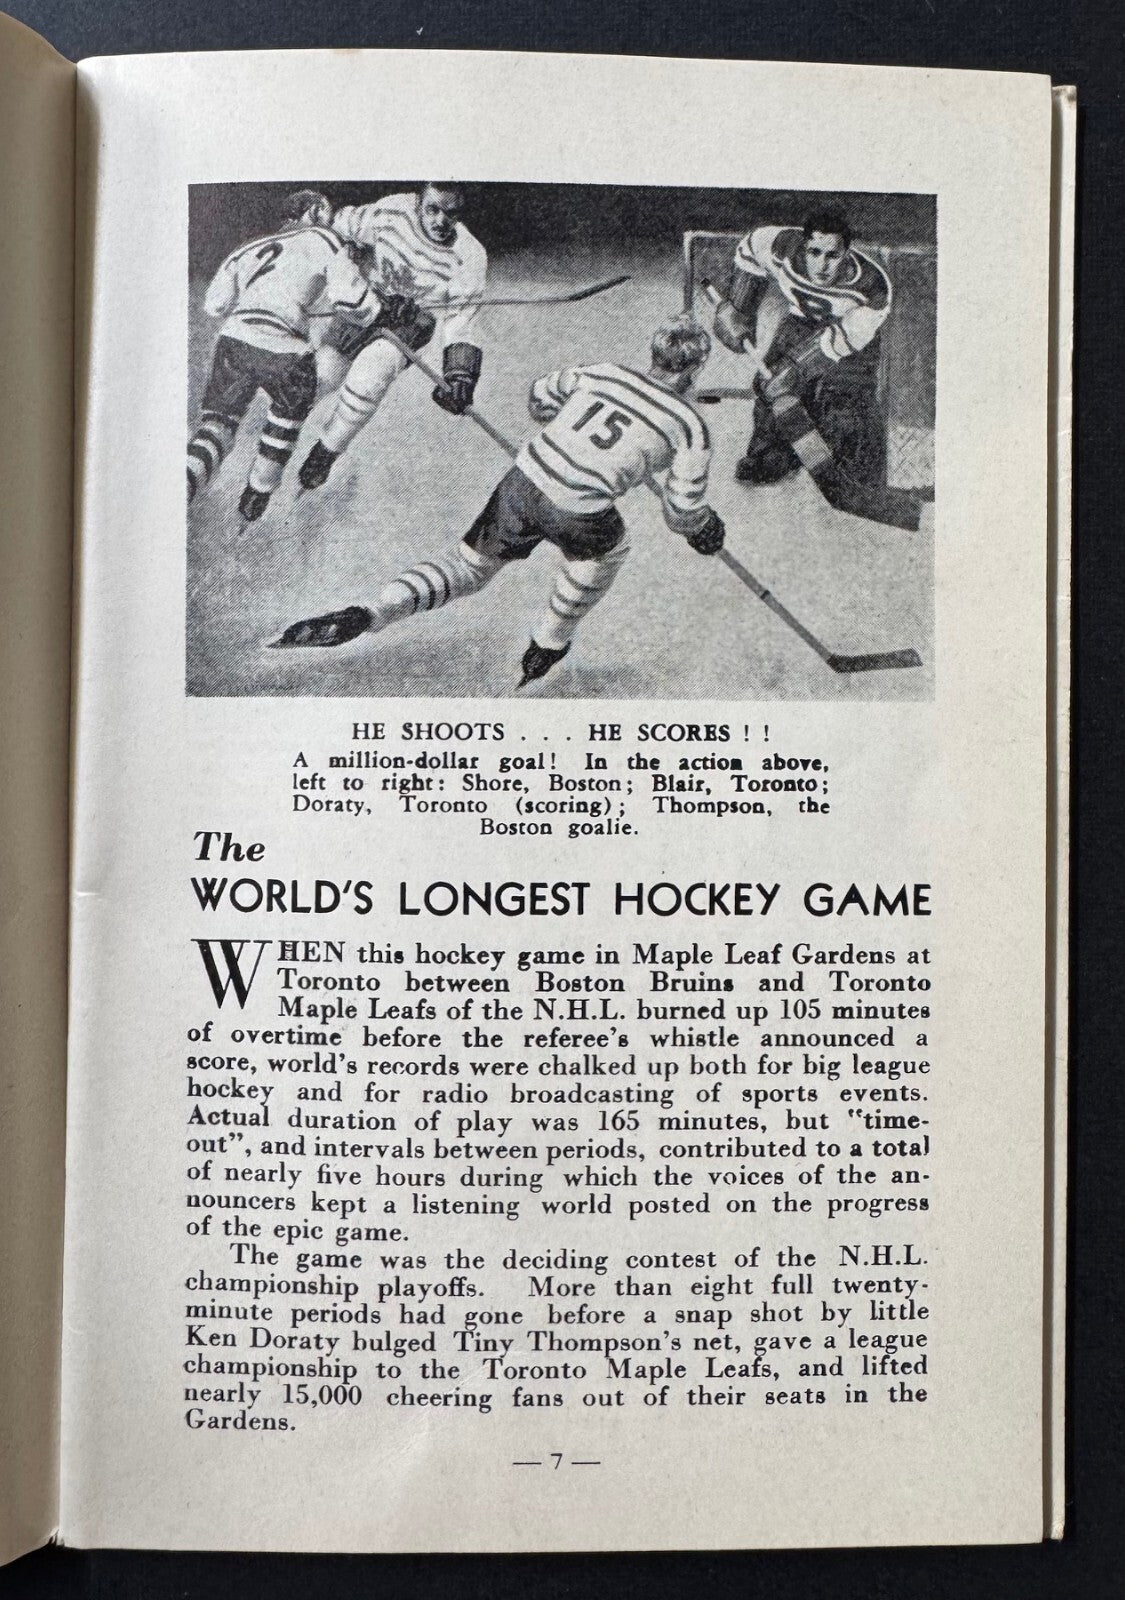 2
15
HE SHOOTS . . . HE SCORES ! !
A million-dollar goal! In the action above,
left to right: Shore, Boston; Blair, Toronto;
Doraty, Toronto (scoring); Thompson, the
Boston goalie.
The
WORLD'S LONGEST HOCKEY GAME
WHEN this hockey game in Maple Leaf Gardens at
Toronto between Boston Bruins and Toronto
Maple Leafs of the N.H.L. burned up 105 minutes
of overtime before the referee's whistle announced a
score, world's records were chalked up both for big league
hockey and for radio broadcasting of sports events.
Actual duration of play was 165 minutes, but "time-
out", and intervals between periods, contributed to a total
of nearly five hours during which the voices of the an-
nouncers kept a listening world posted on the progress
of the epic game.
The game was the deciding contest of the N.H.L.
championship playoffs. More than eight full twenty-
minute periods had gone before a snap shot by little
Ken Doraty bulged Tiny Thompson's net, gave a league
championship to the Toronto Maple Leafs, and lifted
nearly 15,000 cheering fans out of their seats in the
Gardens.
— 7 —